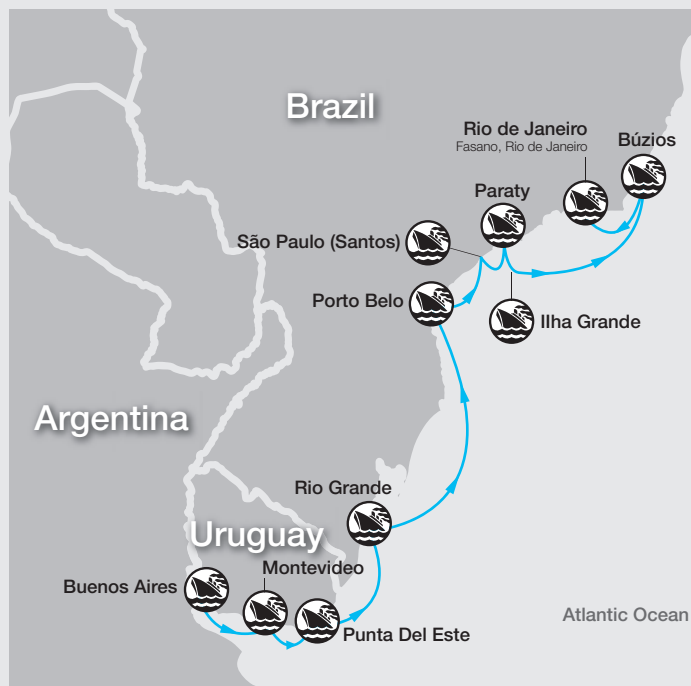 Brazil
Rio de Janeiro
Fasano, Rio de Janeiro
Búzios
Paraty
São Paulo (Santos)
Porto Belo
Ilha Grande
Argentina
Rio Grande
Uruguay
Montevideo
Buenos Aires
Punta Del Este
Atlantic Ocean